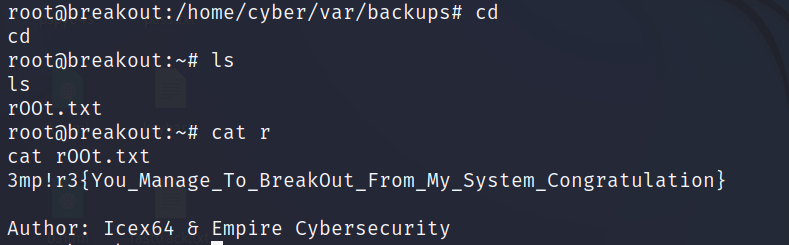 root@breakout:/home/cyber/var/backups# cd
cd
root@breakout:~# ls
ls
rOOt.txt
root@breakout:~# cat r
cat rOOt.txt
3mp!r3{You_Manage_To_BreakOut_From_My_System_Congratulation}
Author: Icex64 & Empire Cybersecurity